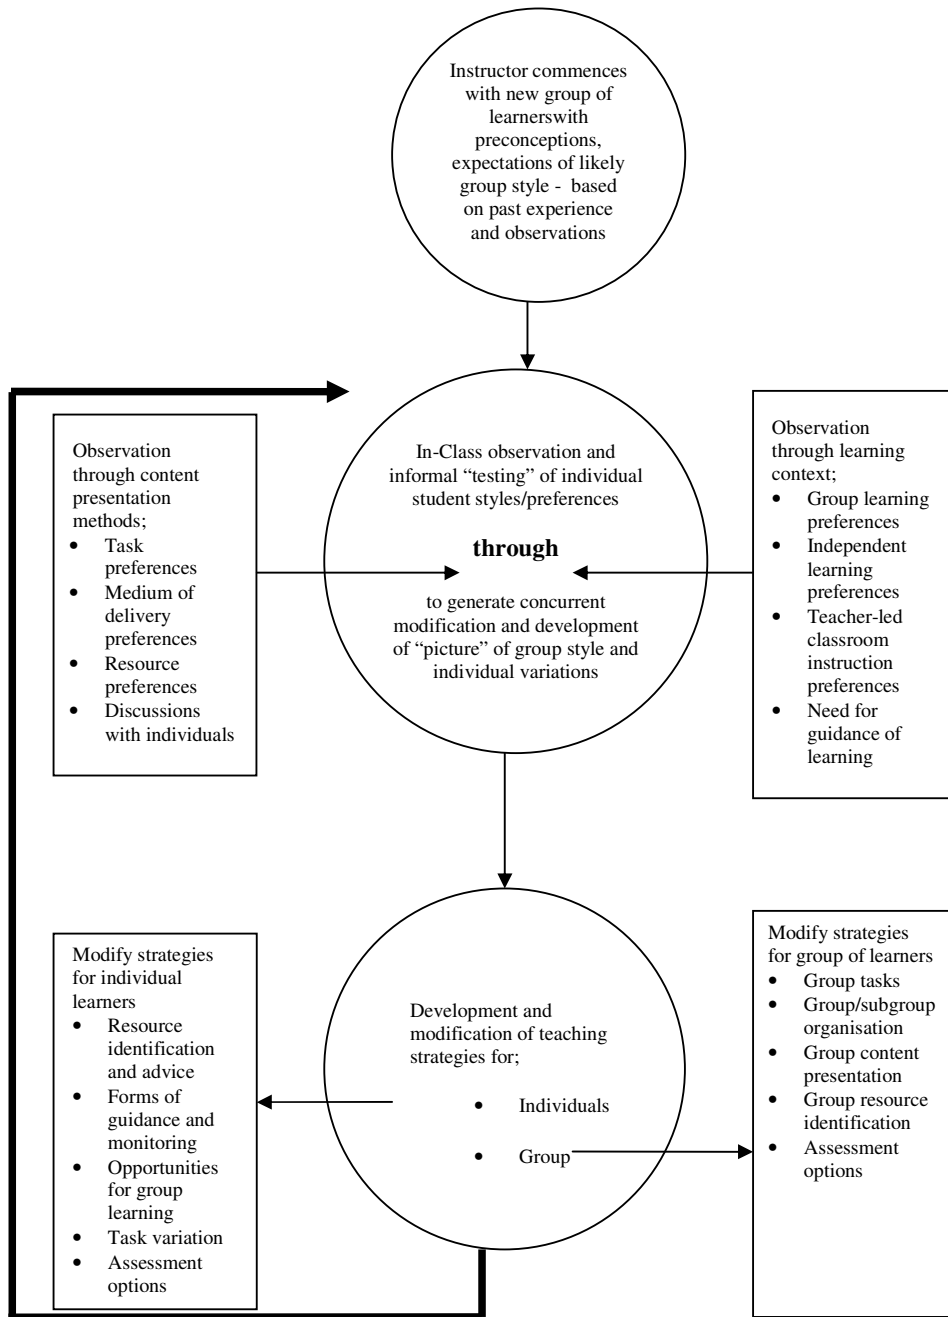 Instructor commences
with new group of
learnerswith
preconceptions,
expectations of likely
group style -  based
on past experience
and observations
Observation
through content
presentation
methods;
• Task
preferences
• Medium of
delivery
preferences
• Resource
preferences
• Discussions
with individuals
In-Class observation and
informal “testing” of individual
student styles/preferences
through
to generate concurrent
modification and development
of “picture” of group style and
individual variations
Observation
through learning
context;
• Group learning
preferences
• Independent
learning
preferences
• Teacher-led
classroom
instruction
preferences
• Need for
guidance of
learning
Modify strategies
for individual
learners
• Resource
identification
and advice
• Forms of
guidance and
monitoring
• Opportunities
for group
learning
• Task variation
• Assessment
options
Development and
modification of teaching
strategies for;
• Individuals
• Group
Modify strategies
for group of learners
• Group tasks
• Group/subgroup
organisation
• Group content
presentation
• Group resource
identification
• Assessment
options